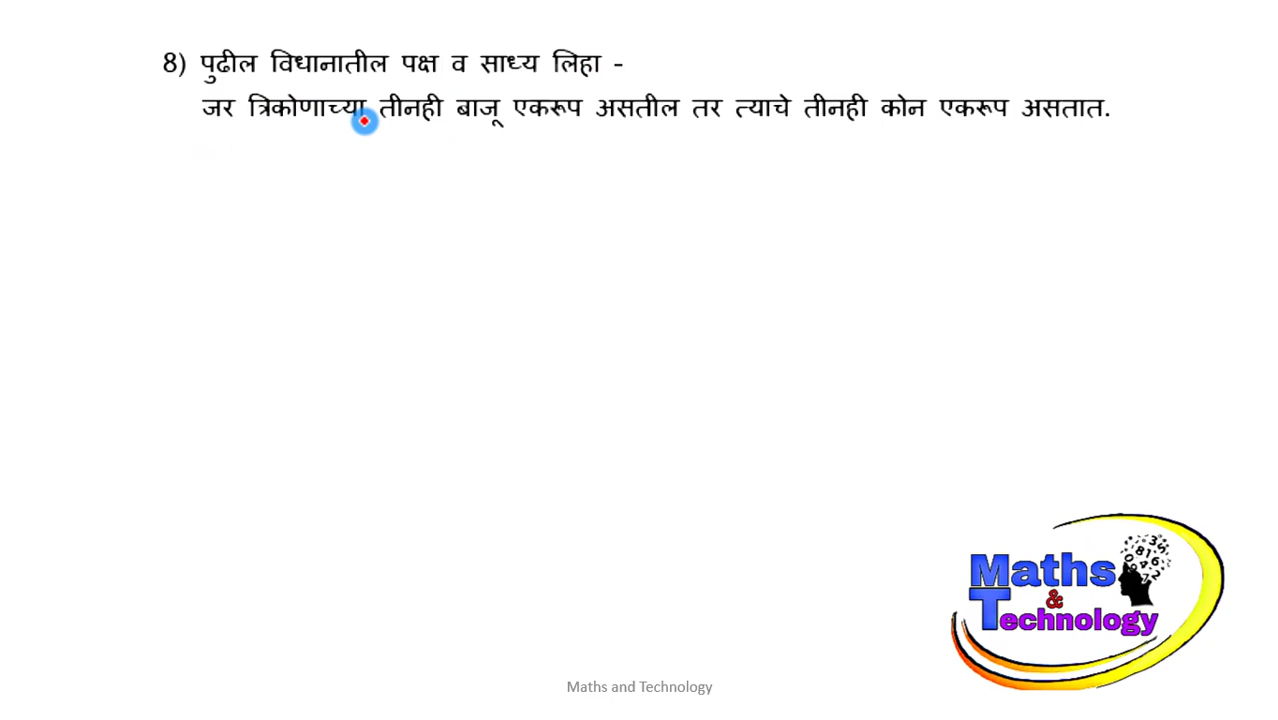 8) पुढील विधानातील पक्ष व साध्य लिहा -
जर त्रिकोणाच्या तीनही बाजू एकरूप असतील तर त्याचे तीनही कोन एकरूप असतात.
Maths
&
Technology
Maths and Technology